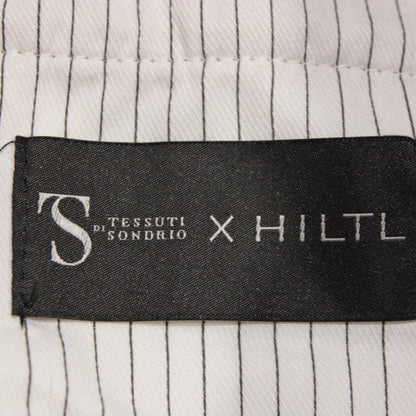 TS DI TESSUTI SONDRIO X HILTL